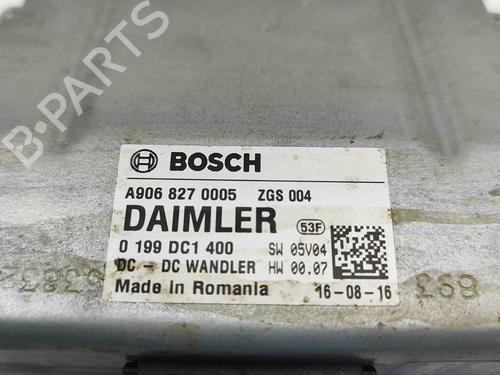 B-PARTS
BOSCH
A906 827 0005 ZGS 004
DAIMLER 53F
0 199 DC1 400 SW 05V04
DC - DC WANDLER HW 00.07
Made in Romania 16-08-16